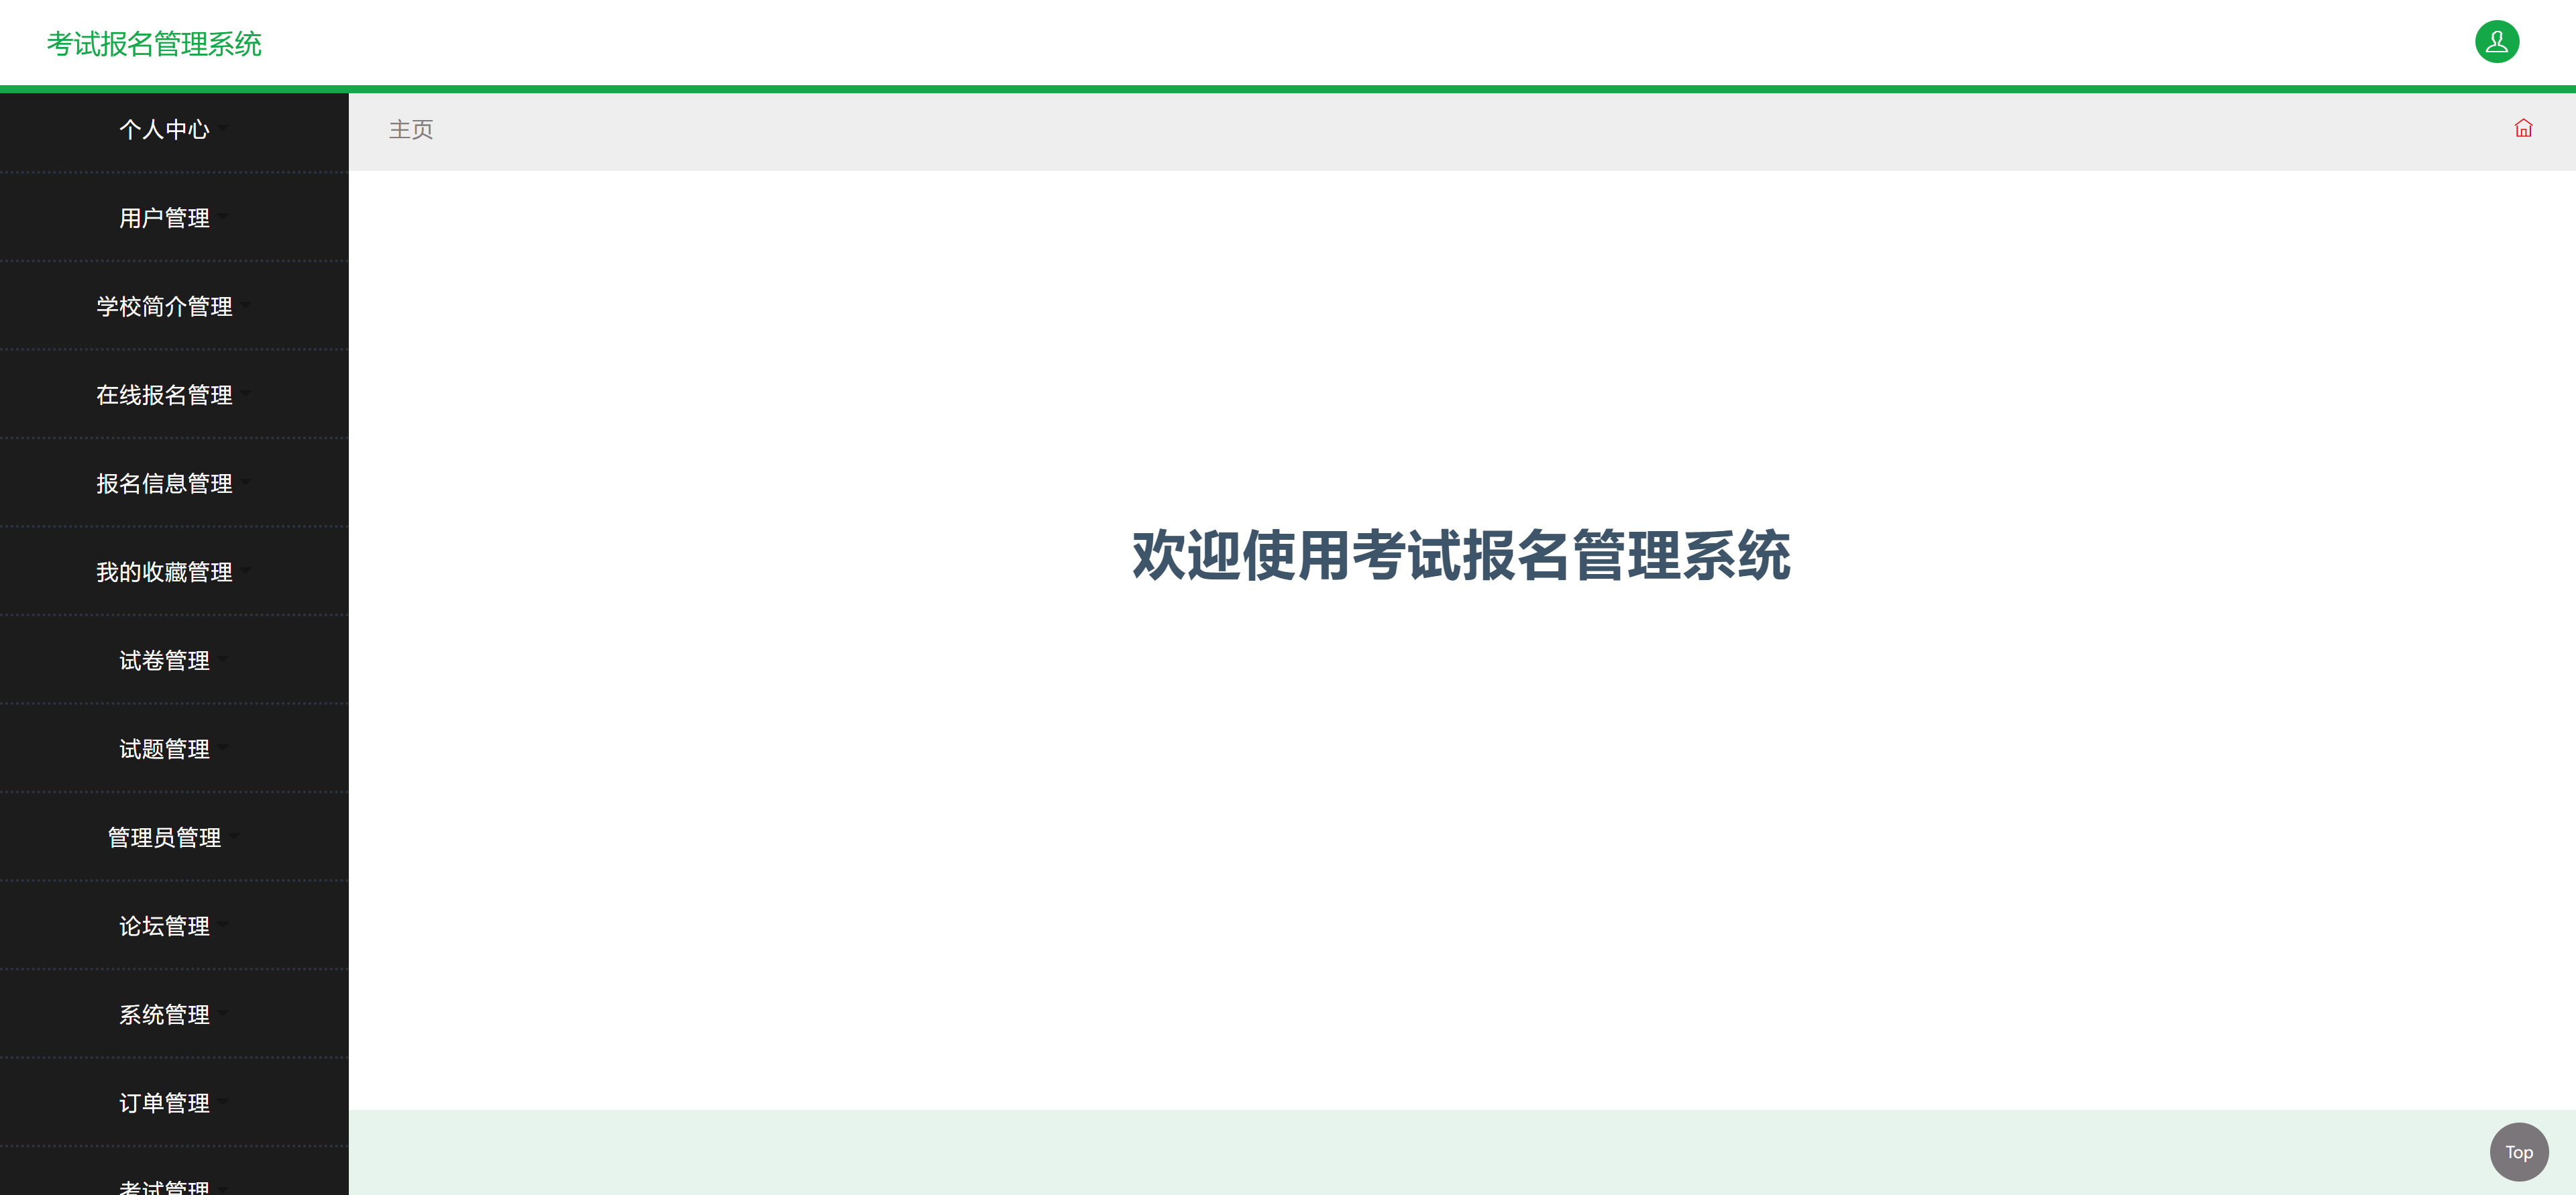 考试报名管理系统
个人中心
主页
用户管理
学校简介管理
在线报名管理
报名信息管理
我的收藏管理
欢迎使用考试报名管理系统
试卷管理
试题管理
管理员管理
论坛管理
系统管理
订单管理
Top
考试管理